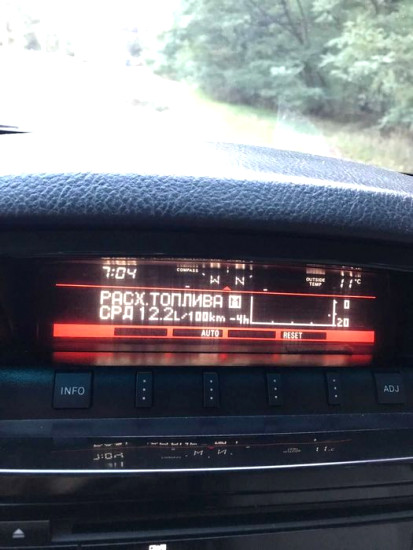 7:04
COMPASS
W N
OUTSIDE
TEMP
11°C
РАСХ.ТОПЛИВА
0
СРД 12.2L/100km -4h
20
AUTO
RESET
INFO
ADJ